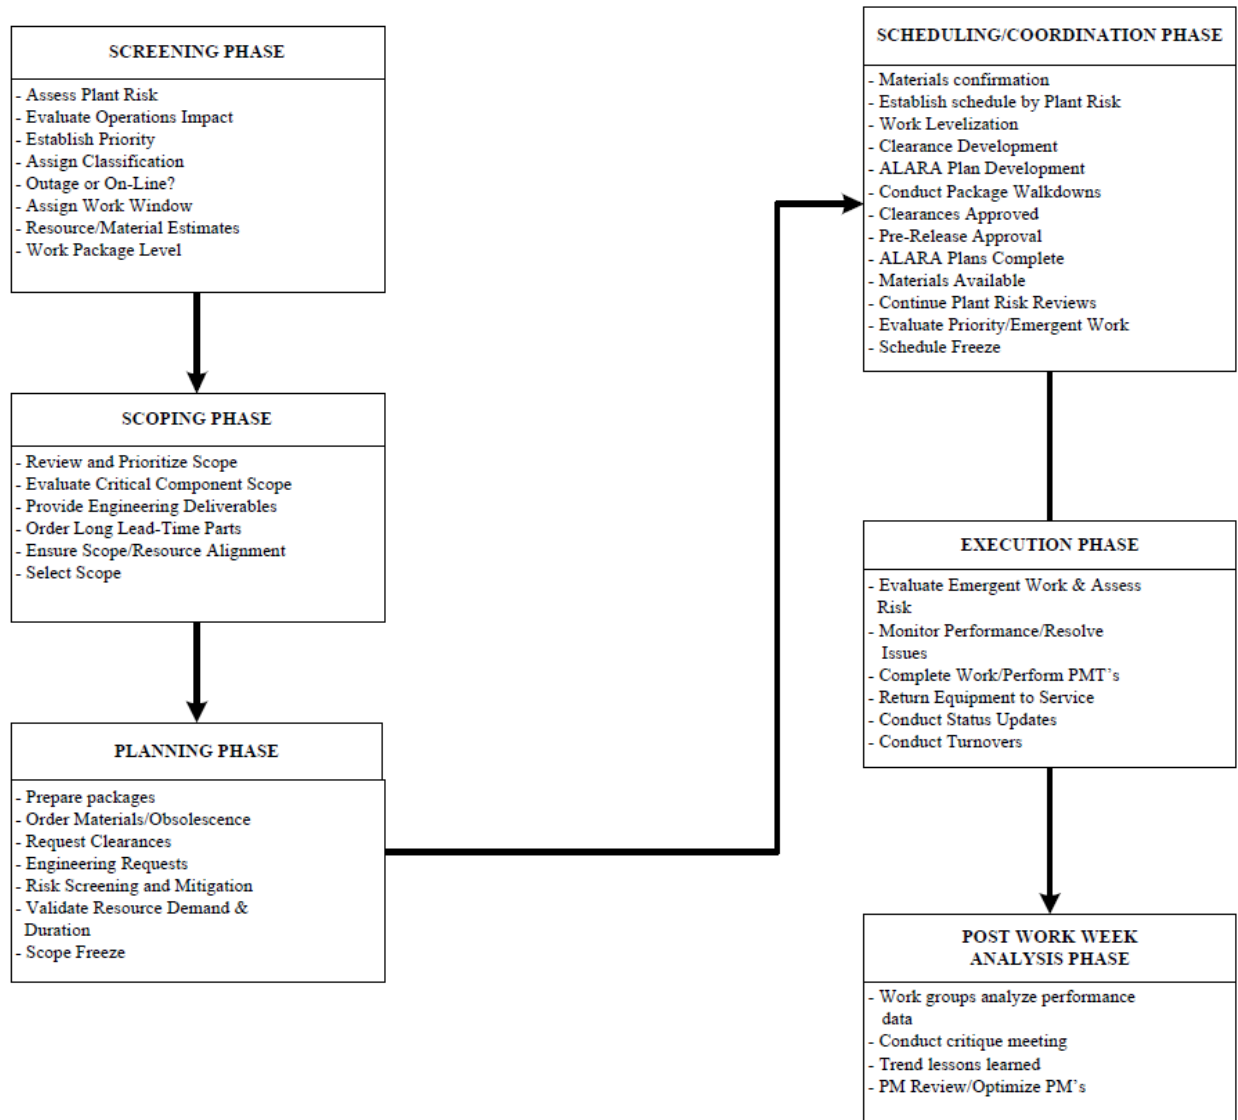 SCREENING PHASE
- Assess Plant Risk
- Evaluate Operations Impact
- Establish Priority
- Assign Classification
- Outage or On-Line?
- Assign Work Window
- Resource/Material Estimates
- Work Package Level
SCOPING PHASE
- Review and Prioritize Scope
- Evaluate Critical Component Scope
- Provide Engineering Deliverables
- Order Long Lead-Time Parts
- Ensure Scope/Resource Alignment
- Select Scope
PLANNING PHASE
- Prepare packages
- Order Materials/Obsolescence
- Request Clearances
- Engineering Requests
- Risk Screening and Mitigation
- Validate Resource Demand &
Duration
- Scope Freeze
SCHEDULING/COORDINATION PHASE
- Materials confirmation
- Establish schedule by Plant Risk
- Work Levelization
- Clearance Development
- ALARA Plan Development
- Conduct Package Walkdowns
- Clearances Approved
- Pre-Release Approval
- ALARA Plans Complete
- Materials Available
- Continue Plant Risk Reviews
- Evaluate Priority/Emergent Work
- Schedule Freeze
EXECUTION PHASE
- Evaluate Emergent Work & Assess
Risk
- Monitor Performance/Resolve
Issues
- Complete Work/Perform PMT’s
- Return Equipment to Service
- Conduct Status Updates
- Conduct Turnovers
POST WORK WEEK
ANALYSIS PHASE
- Work groups analyze performance
data
- Conduct critique meeting
- Trend lessons learned
- PM Review/Optimize PM’s